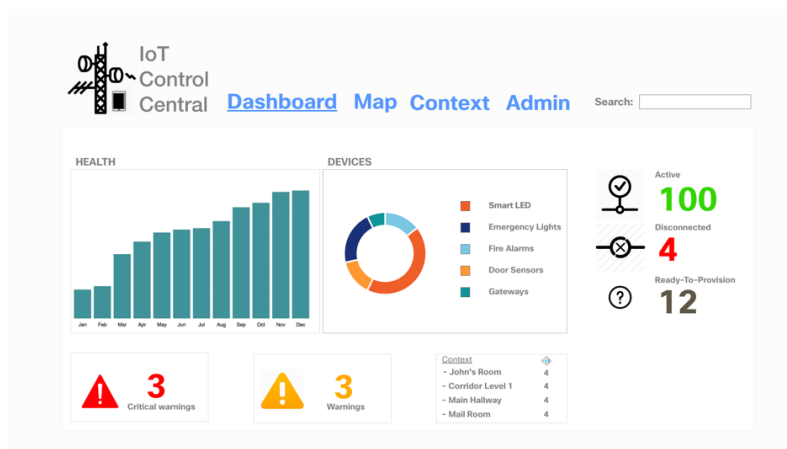 IoT
Control
Central
Dashboard Map Context Admin
Search:
HEALTH
DEVICES
Jan Feb Mar Apr May Jun Jul Aug Sep Oct Nov Dec
Smart LED
Emergency Lights
Fire Alarms
Door Sensors
Gateways
Active
100
Disconnected
4
Ready-To-Provision
12
3
Critical warnings
3
Warnings
Context
- John's Room 4
- Corridor Level 1 4
- Main Hallway 4
- Mail Room 4